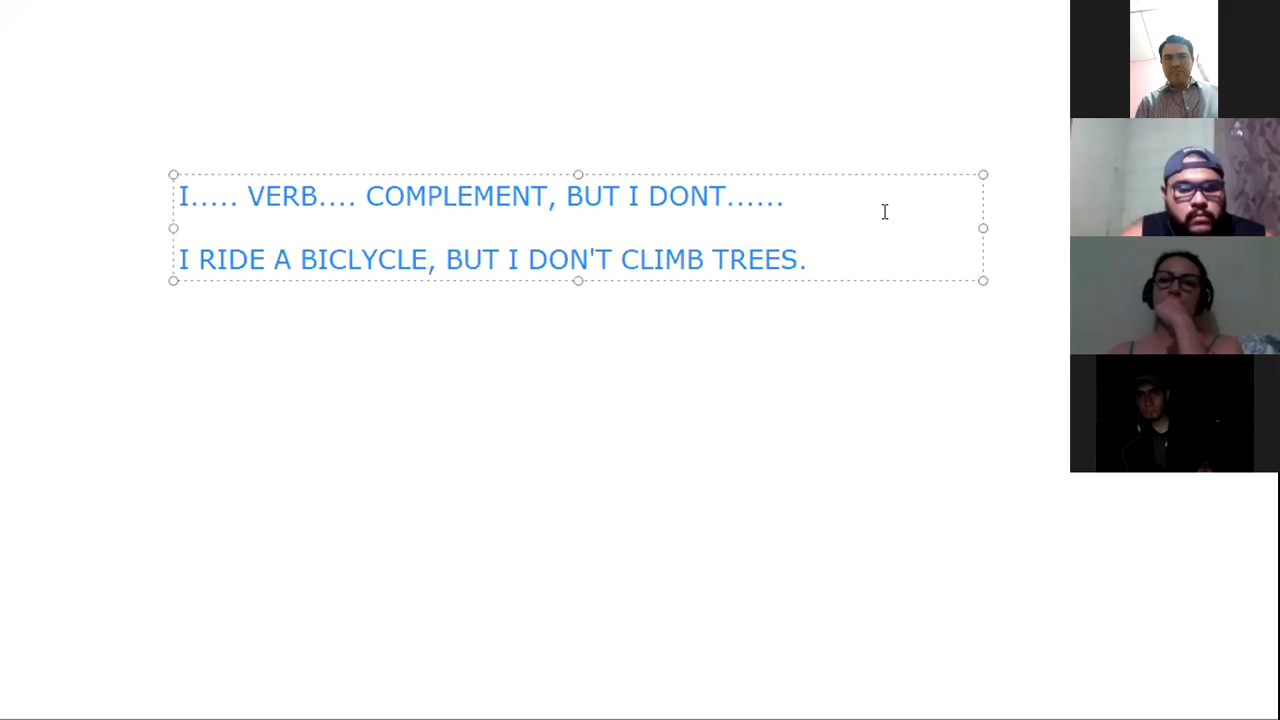 I..... VERB.... COMPLEMENT, BUT I DONT......
I RIDE A BICLYCLE, BUT I DON'T CLIMB TREES.